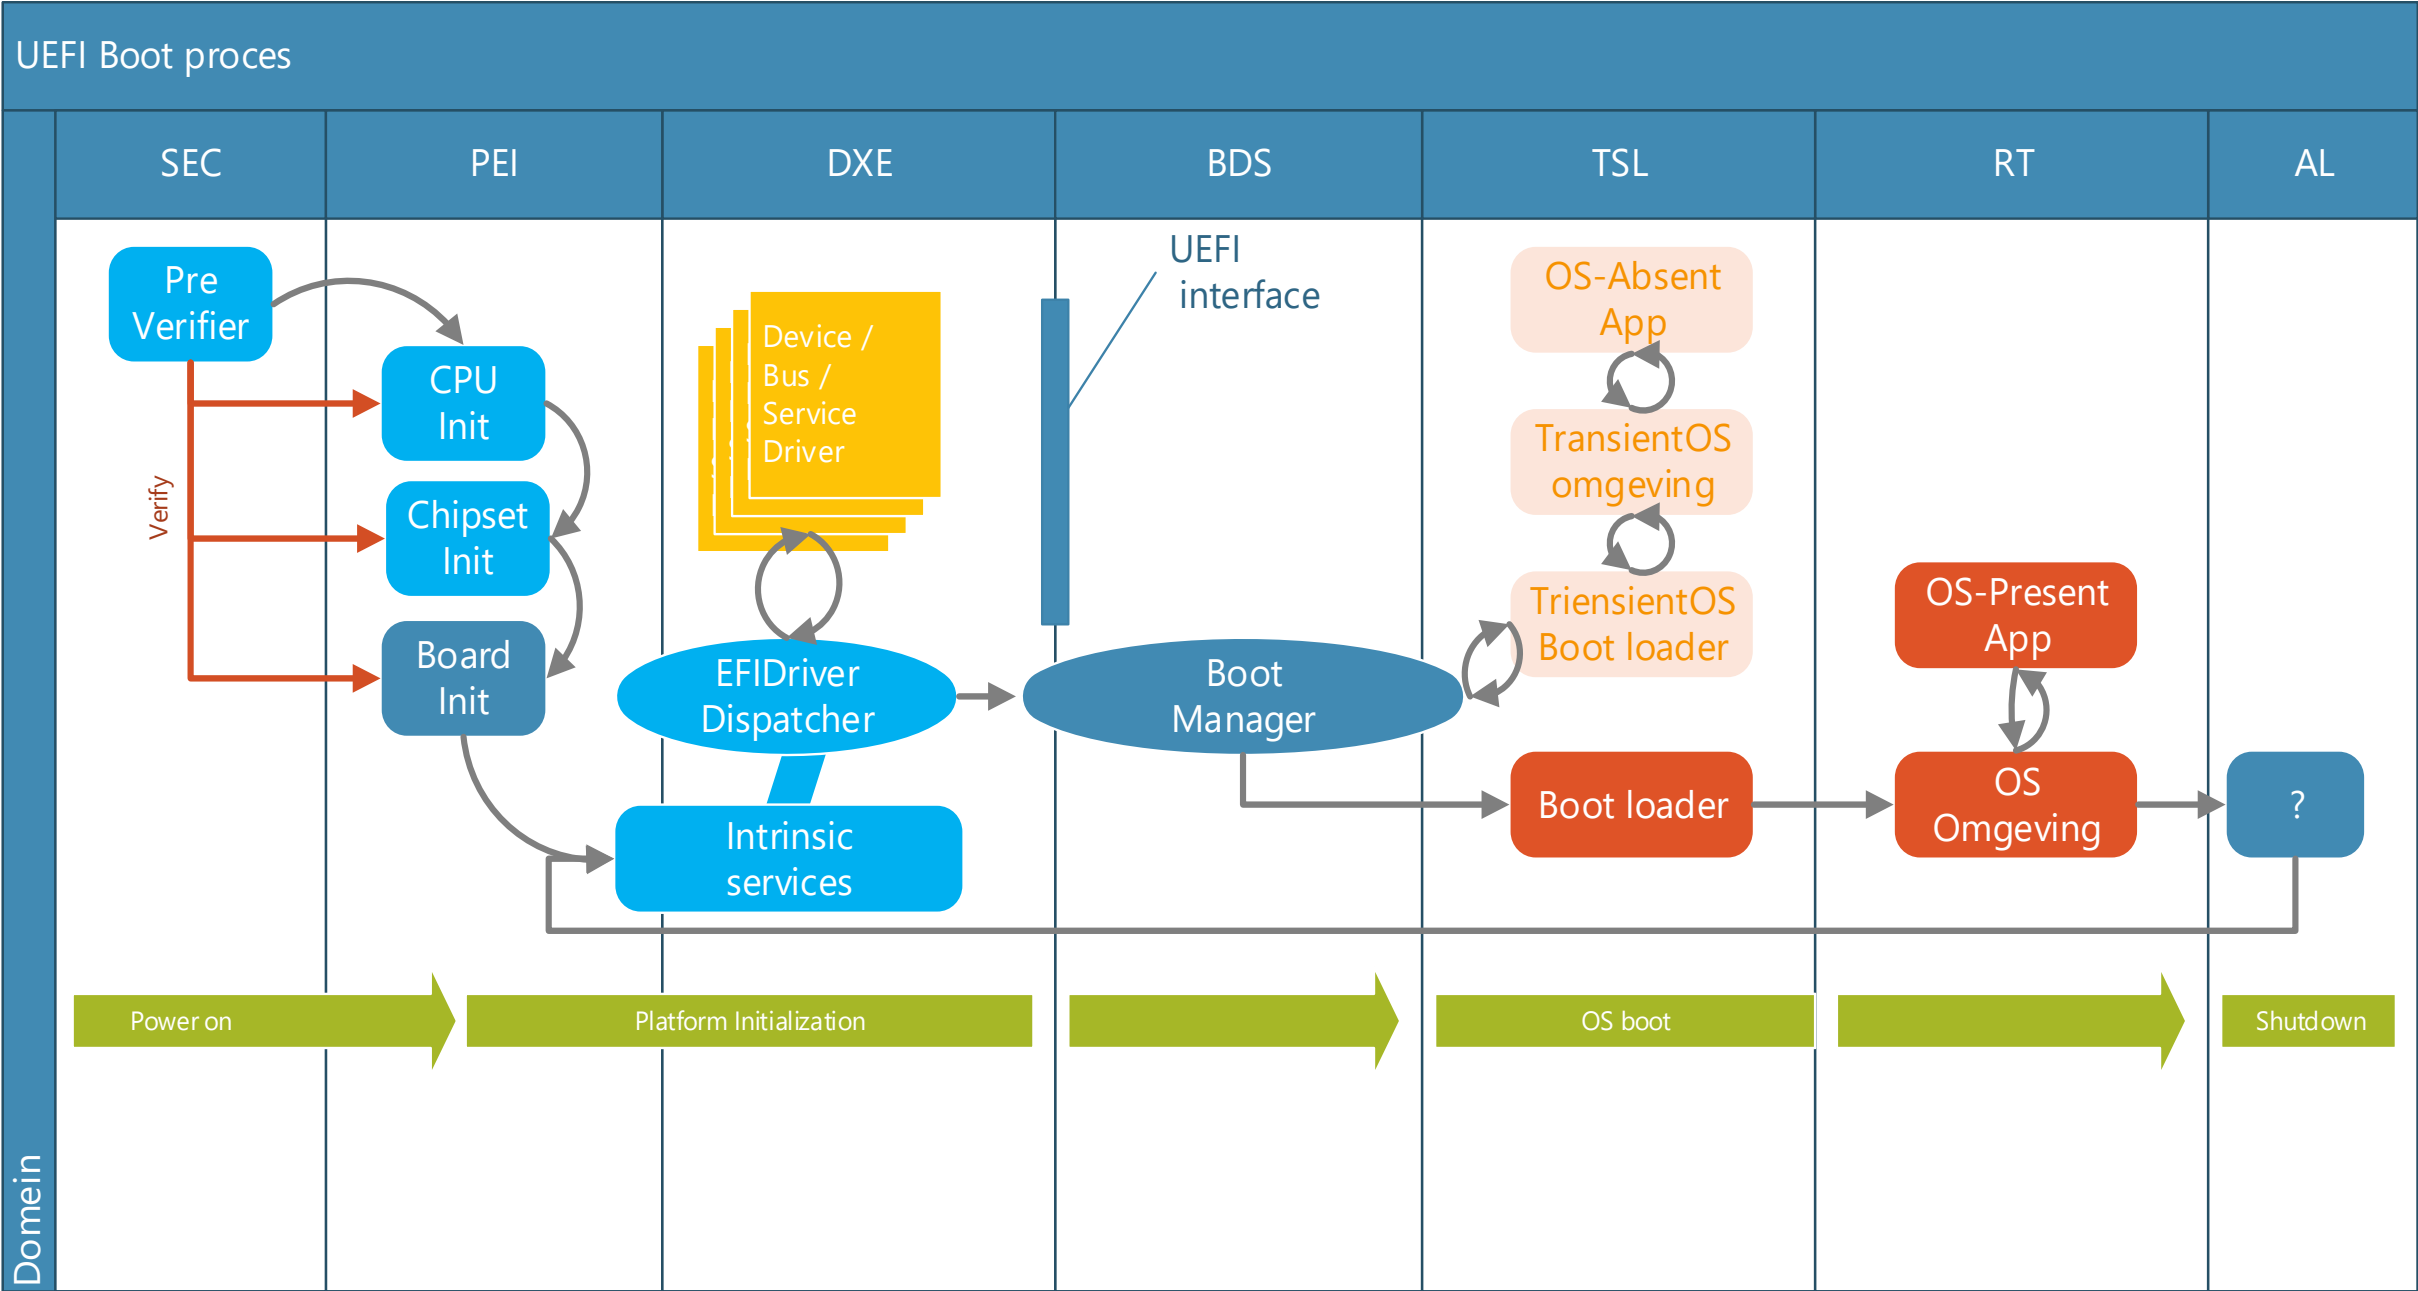 UEFI Boot proces
Domein
SEC
PEI
DXE
BDS
TSL
RT
AL
Pre
Verifier
Verify
CPU
Init
Chipset
Init
Board
Init
Device /
Bus /
Service
Driver
EFIDriver
Dispatcher
Intrinsic
services
UEFI
interface
Boot
Manager
OS-Absent
App
TransientOS
omgeving
TriensientOS
Boot loader
Boot loader
OS-Present
App
OS
Omgeving
?
Power on
Platform Initialization
OS boot
Shutdown